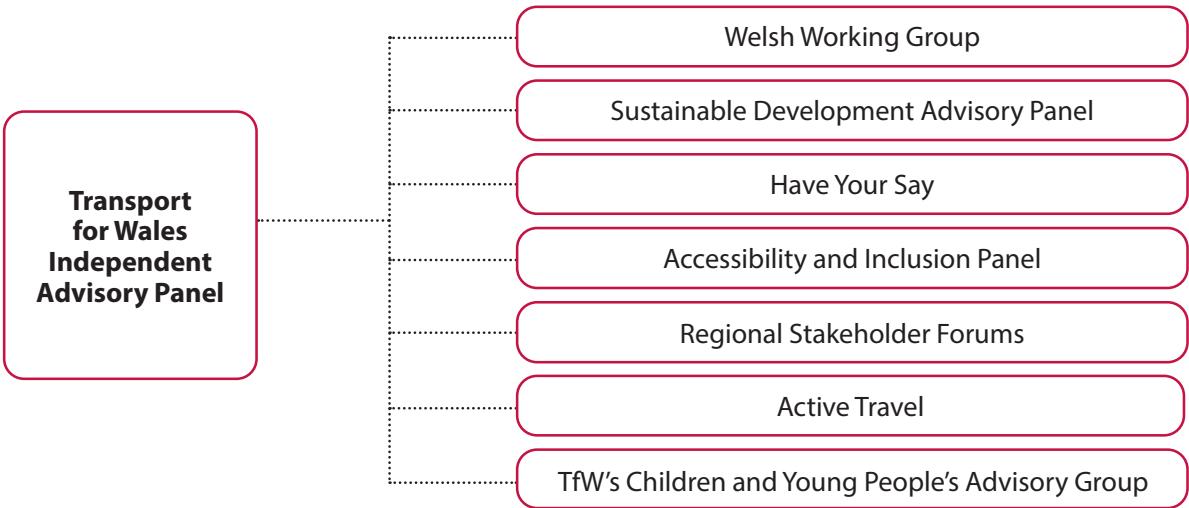 Transport
for Wales
Independent
Advisory Panel
Welsh Working Group
Sustainable Development Advisory Panel
Have Your Say
Accessibility and Inclusion Panel
Regional Stakeholder Forums
Active Travel
TfW’s Children and Young People’s Advisory Group